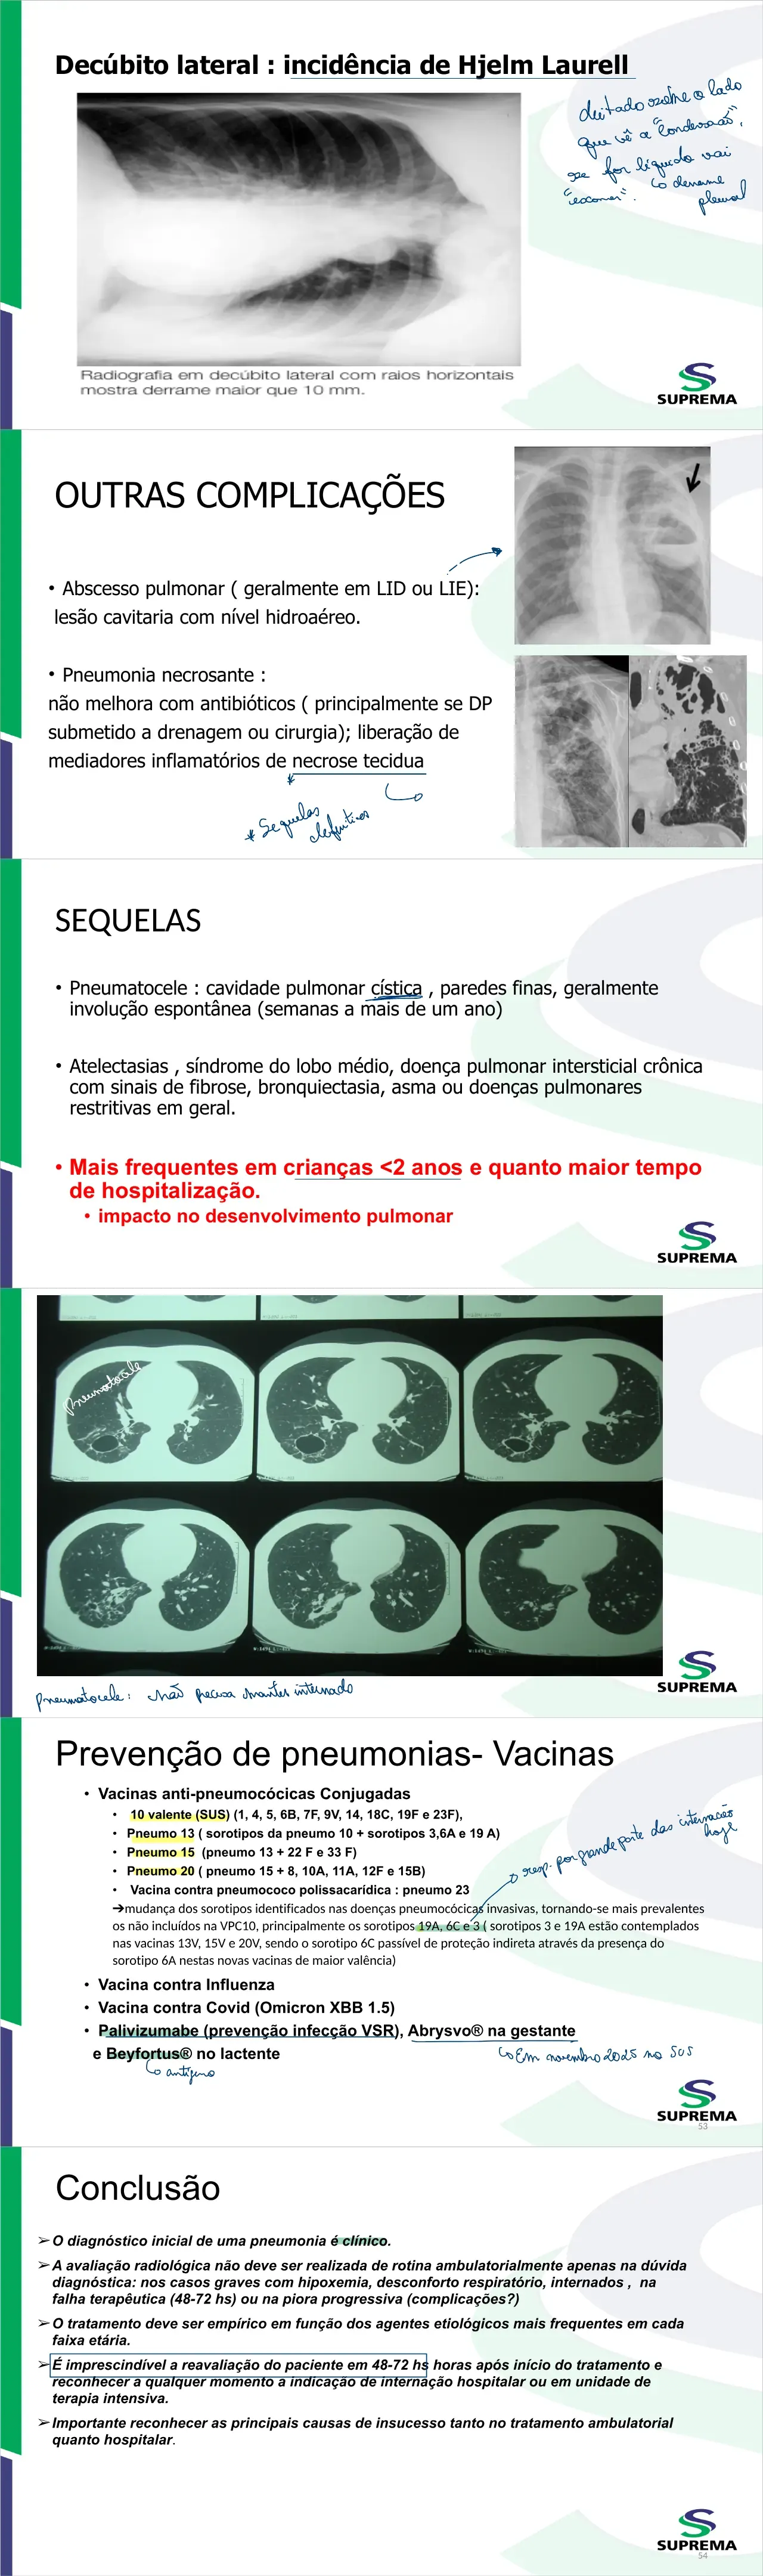 Decúbito lateral : incidência de Hjelm Laurell
deitado sobre o lado
que vê a "condensação",
se for líquido vai
"escorrer". ↳ derrame
pleural
Radiografia em decúbito lateral com raios horizontais
mostra derrame maior que 10 mm.
SUPREMA
OUTRAS COMPLICAÇÕES
• Abscesso pulmonar ( geralmente em LID ou LIE):
lesão cavitaria com nível hidroaéreo.
• Pneumonia necrosante :
não melhora com antibióticos ( principalmente se DP
submetido a drenagem ou cirurgia); liberação de
mediadores inflamatórios de necrose tecidua
* Sequelas
definitivas
SEQUELAS
• Pneumatocele : cavidade pulmonar cística , paredes finas, geralmente
involução espontânea (semanas a mais de um ano)
• Atelectasias , síndrome do lobo médio, doença pulmonar intersticial crônica
com sinais de fibrose, bronquiectasia, asma ou doenças pulmonares
restritivas em geral.
• Mais frequentes em crianças <2 anos e quanto maior tempo
de hospitalização.
• impacto no desenvolvimento pulmonar
SUPREMA
Pneumatocele
SUPREMA
Pneumatocele: não precisa manter internado
Prevenção de pneumonias- Vacinas
• Vacinas anti-pneumocócicas Conjugadas
• 10 valente (SUS) (1, 4, 5, 6B, 7F, 9V, 14, 18C, 19F e 23F),
• Pneumo 13 ( sorotipos da pneumo 10 + sorotipos 3,6A e 19 A)
• Pneumo 15 (pneumo 13 + 22 F e 33 F)
• Pneumo 20 ( pneumo 15 + 8, 10A, 11A, 12F e 15B)
• Vacina contra pneumococo polissacarídica : pneumo 23
resp. por grande parte das internações
hoje
➔mudança dos sorotipos identificados nas doenças pneumocócicas invasivas, tornando-se mais prevalentes
os não incluídos na VPC10, principalmente os sorotipos 19A, 6C e 3 ( sorotipos 3 e 19A estão contemplados
nas vacinas 13V, 15V e 20V, sendo o sorotipo 6C passível de proteção indireta através da presença do
sorotipo 6A nestas novas vacinas de maior valência)
• Vacina contra Influenza
• Vacina contra Covid (Omicron XBB 1.5)
• Palivizumabe (prevenção infecção VSR), Abrysvo® na gestante
e Beyfortus® no lactente
↳ Em novembro 2025 no SUS
↳ antígeno
SUPREMA
53
Conclusão
➢ O diagnóstico inicial de uma pneumonia é clínico.
➢ A avaliação radiológica não deve ser realizada de rotina ambulatorialmente apenas na dúvida
diagnóstica: nos casos graves com hipoxemia, desconforto respiratório, internados , na
falha terapêutica (48-72 hs) ou na piora progressiva (complicações?)
➢ O tratamento deve ser empírico em função dos agentes etiológicos mais frequentes em cada
faixa etária.
➢ É imprescindível a reavaliação do paciente em 48-72 hs horas após início do tratamento e
reconhecer a qualquer momento a indicação de internação hospitalar ou em unidade de
terapia intensiva.
➢ Importante reconhecer as principais causas de insucesso tanto no tratamento ambulatorial
quanto hospitalar.
SUPREMA
54